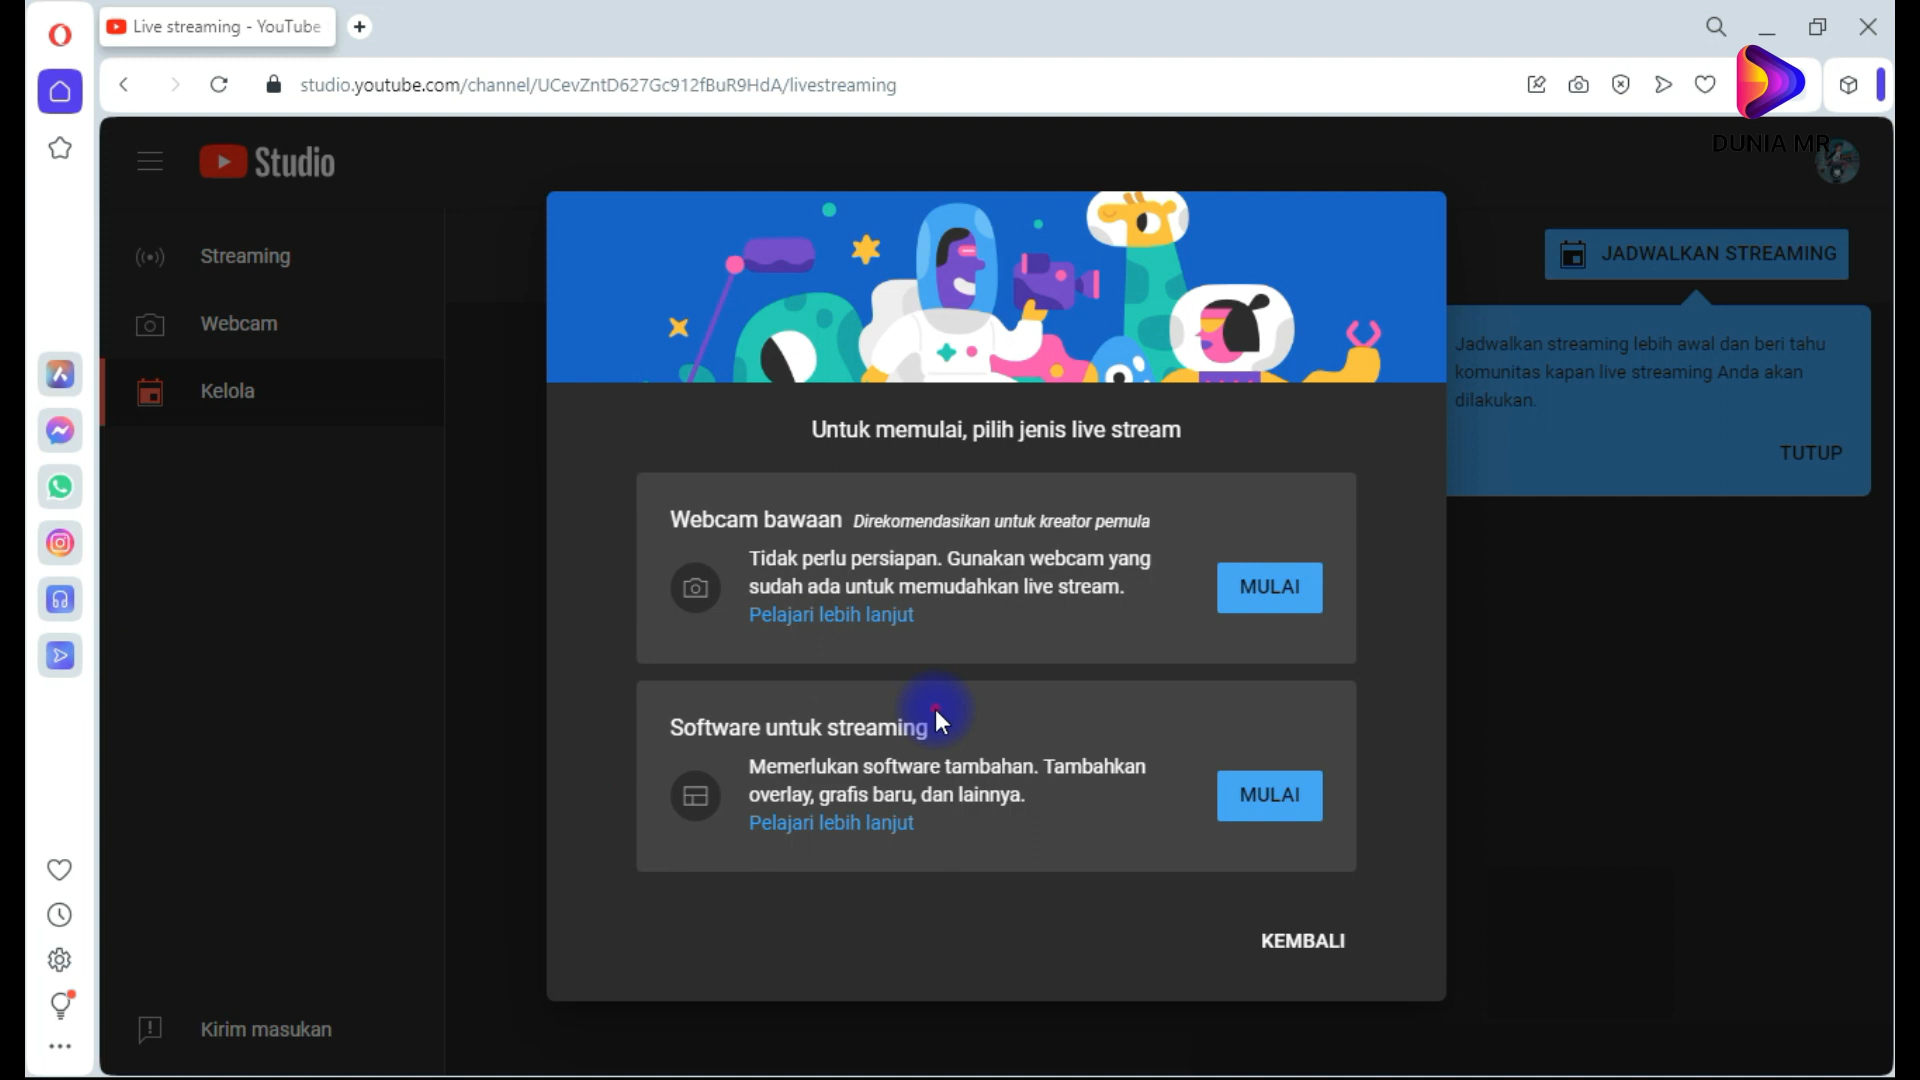 Live streaming - YouTube
studio.youtube.com/channel/UCevZntD627Gc912fBuR9HdA/livestreaming
DUNIA MR
Studio
Streaming
Webcam
Kelola
JADWALKAN STREAMING
Jadwalkan streaming lebih awal dan beri tahu
komunitas kapan live streaming Anda akan
dilakukan.
TUTUP
Untuk memulai, pilih jenis live stream
Webcam bawaan Direkomendasikan untuk kreator pemula
Tidak perlu persiapan. Gunakan webcam yang
sudah ada untuk memudahkan live stream.
Pelajari lebih lanjut
MULAI
Software untuk streaming
Memerlukan software tambahan. Tambahkan
overlay, grafis baru, dan lainnya.
Pelajari lebih lanjut
MULAI
KEMBALI
Kirim masukan